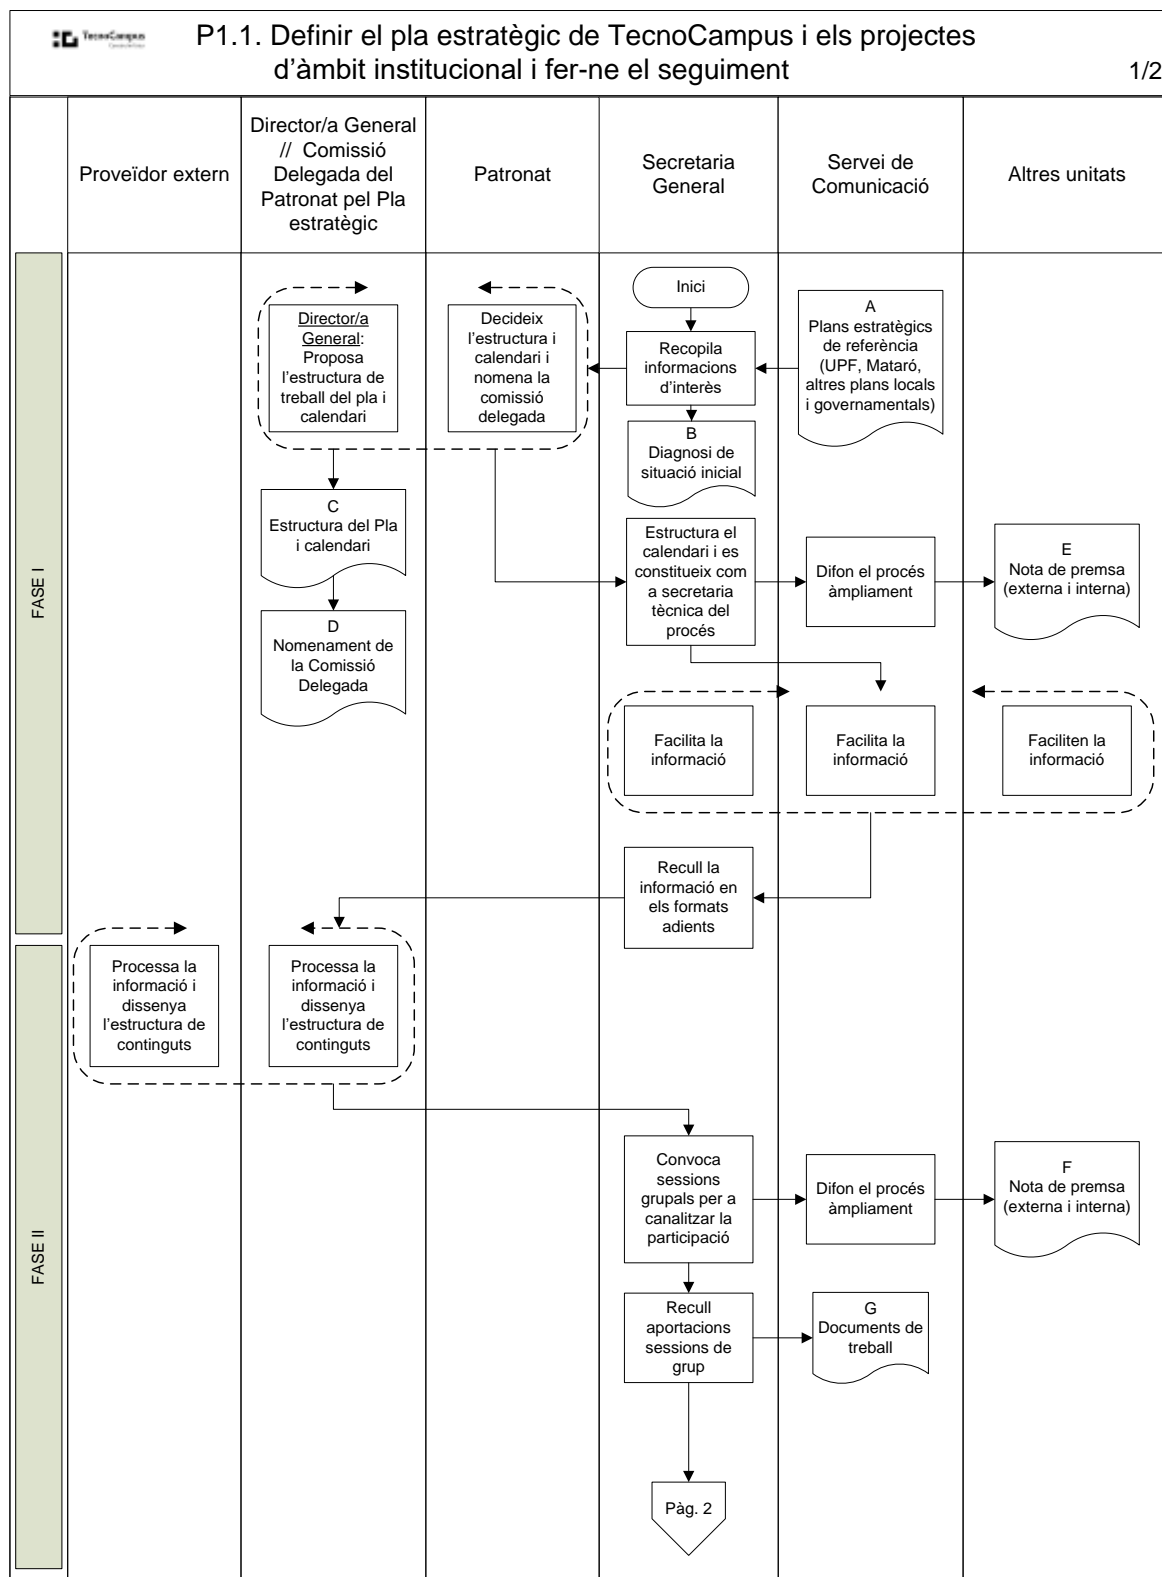 TecnoCampus
P1.1. Definir el pla estratègic de TecnoCampus i els projectes
d’àmbit institucional i fer-ne el seguiment
1/2
Proveïdor extern
Director/a General
// Comissió
Delegada del
Patronat pel Pla
estratègic
Patronat
Secretaria
General
Servei de
Comunicació
Altres unitats
FASE I
Inici
Director/a
General:
Proposa
l’estructura de
treball del pla i
calendari
Decideix
l’estructura i
calendari i
nomena la
comissió
delegada
Recopila
informacions
d’interès
A
Plans estratègics
de referència
(UPF, Mataró,
altres plans locals
i governamentals)
B
Diagnosi de
situació inicial
C
Estructura del Pla
i calendari
Estructura el
calendari i es
constitueix com
a secretaria
tècnica del
procés
Difon el procés
àmpliament
E
Nota de premsa
(externa i interna)
D
Nomenament de
la Comissió
Delegada
Facilita la
informació
Facilita la
informació
Faciliten la
informació
Recull la
informació en
els formats
adients
FASE II
Processa la
informació i
dissenya
l’estructura de
continguts
Processa la
informació i
dissenya
l’estructura de
continguts
Convoca
sessions
grupals per a
canalitzar la
participació
Difon el procés
àmpliament
F
Nota de premsa
(externa i interna)
Recull
aportacions
sessions de
grup
G
Documents de
treball
Pàg. 2